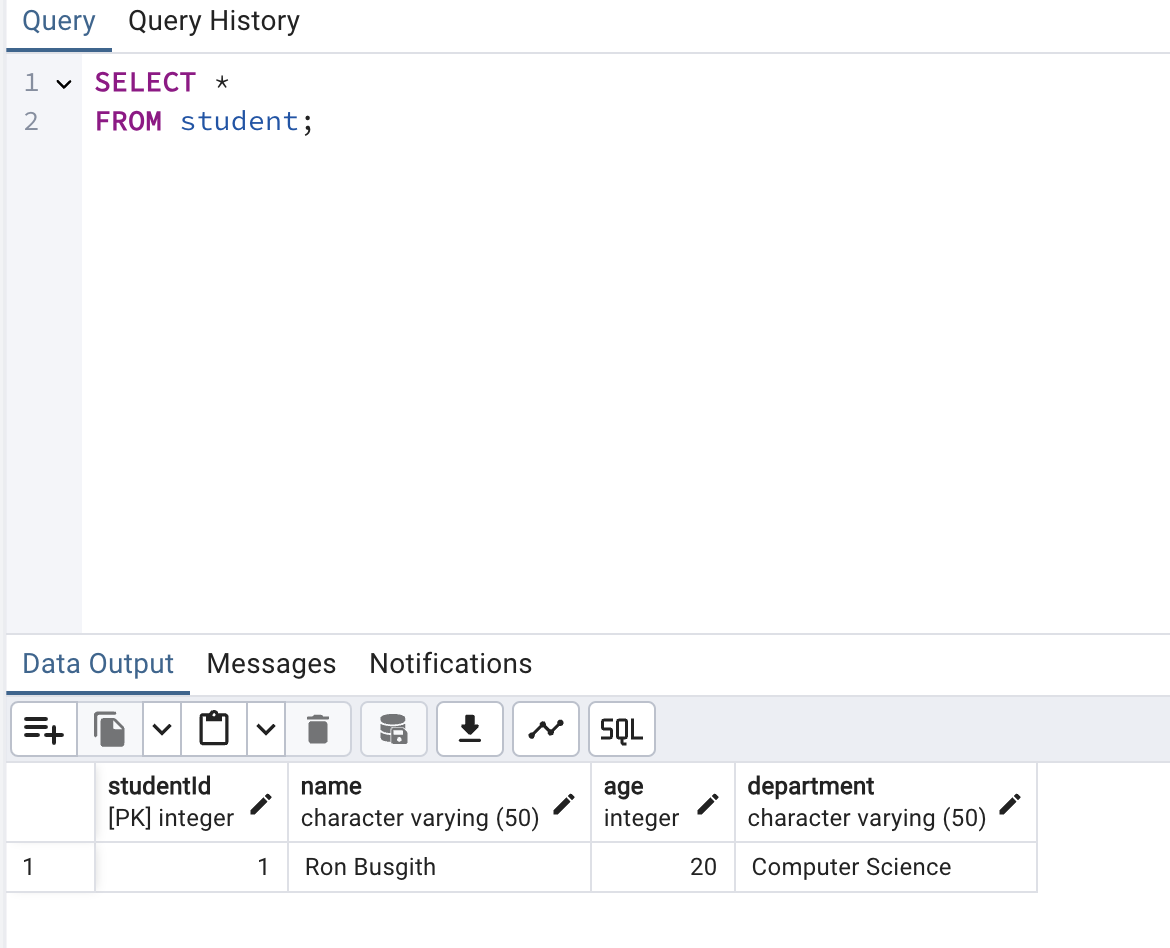 Query Query History
1 SELECT *
2 FROM student;
Data Output Messages Notifications
SQL
studentId name age department
[PK] integer character varying (50) integer character varying (50)
1 1 Ron Busgith 20 Computer Science